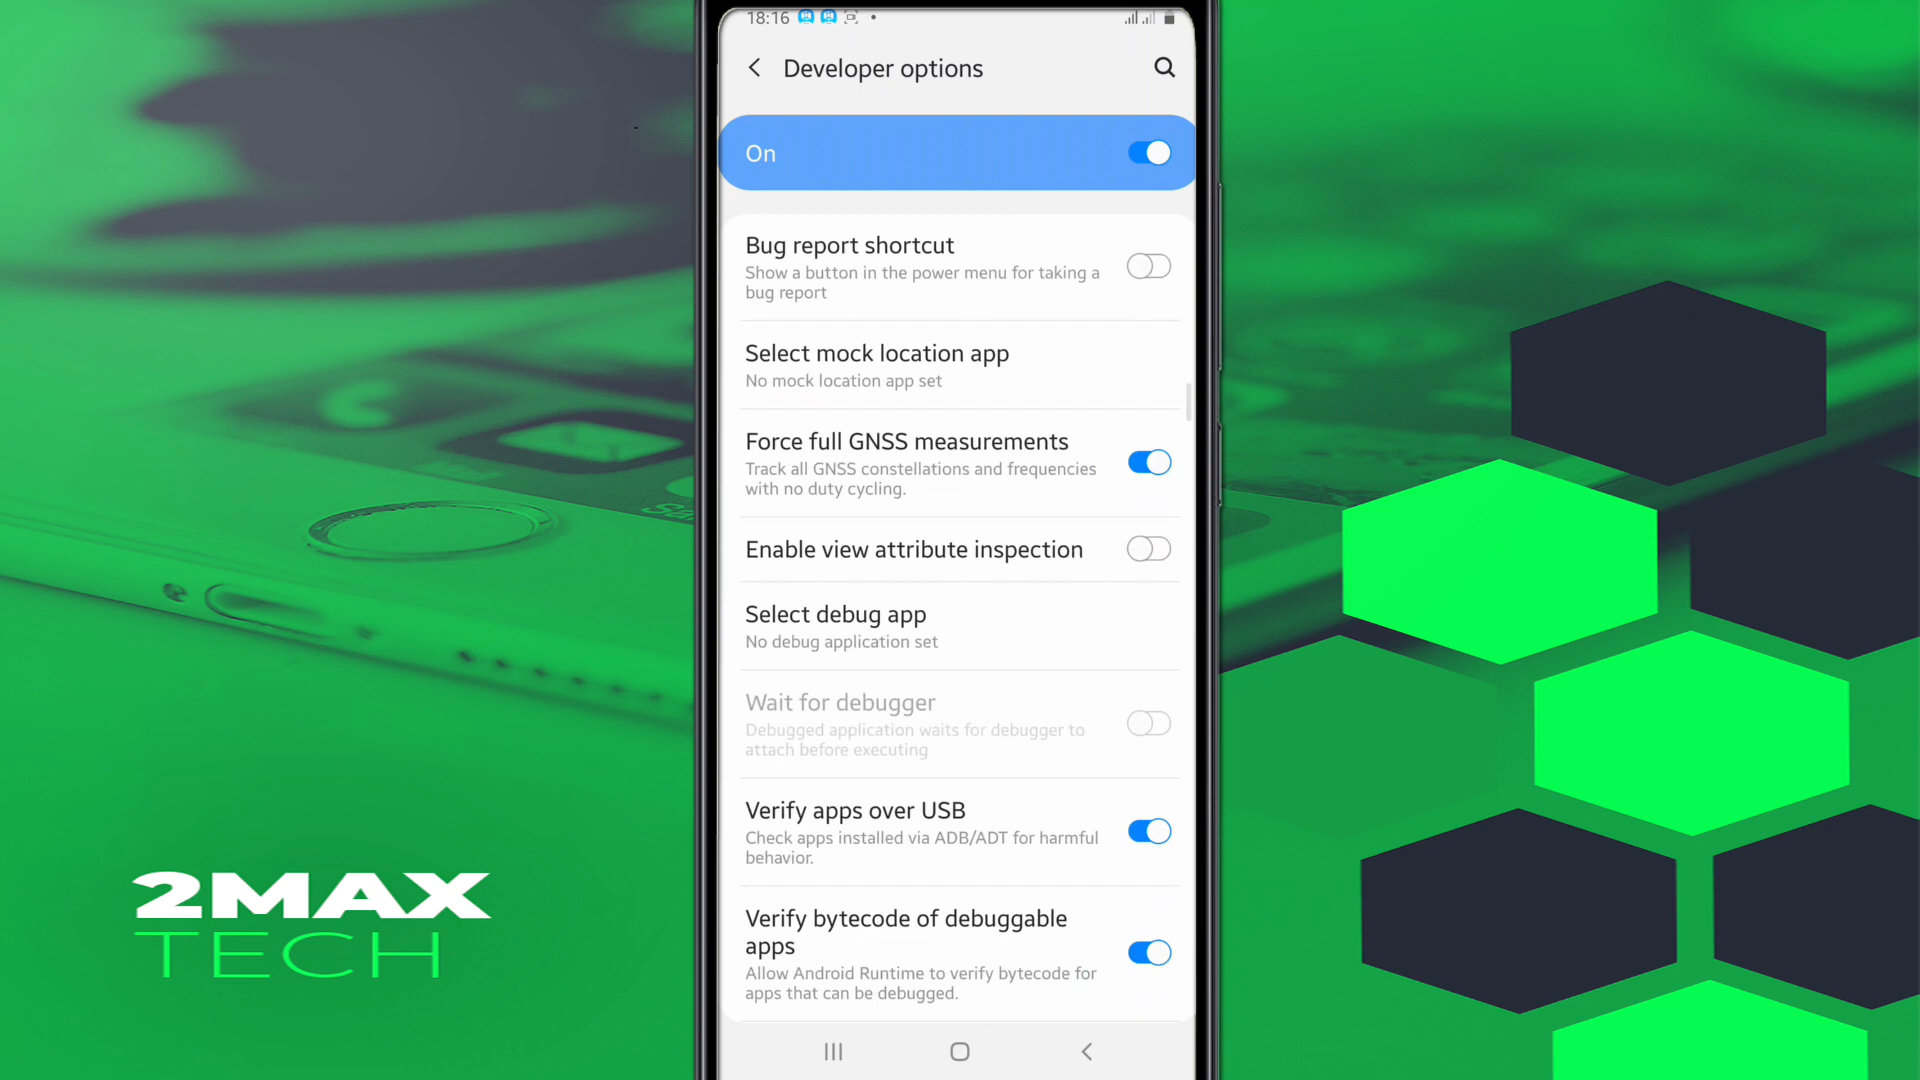 18:16
Developer options
On
Bug report shortcut
Show a button in the power menu for taking a
bug report
Select mock location app
No mock location app set
Force full GNSS measurements
Track all GNSS constellations and frequencies
with no duty cycling.
Enable view attribute inspection
Select debug app
No debug application set
Wait for debugger
Debugged application waits for debugger to
attach before executing
Verify apps over USB
Check apps installed via ADB/ADT for harmful
behavior.
Verify bytecode of debuggable
apps
Allow Android Runtime to verify bytecode for
apps that can be debugged.
2MAX
TECH